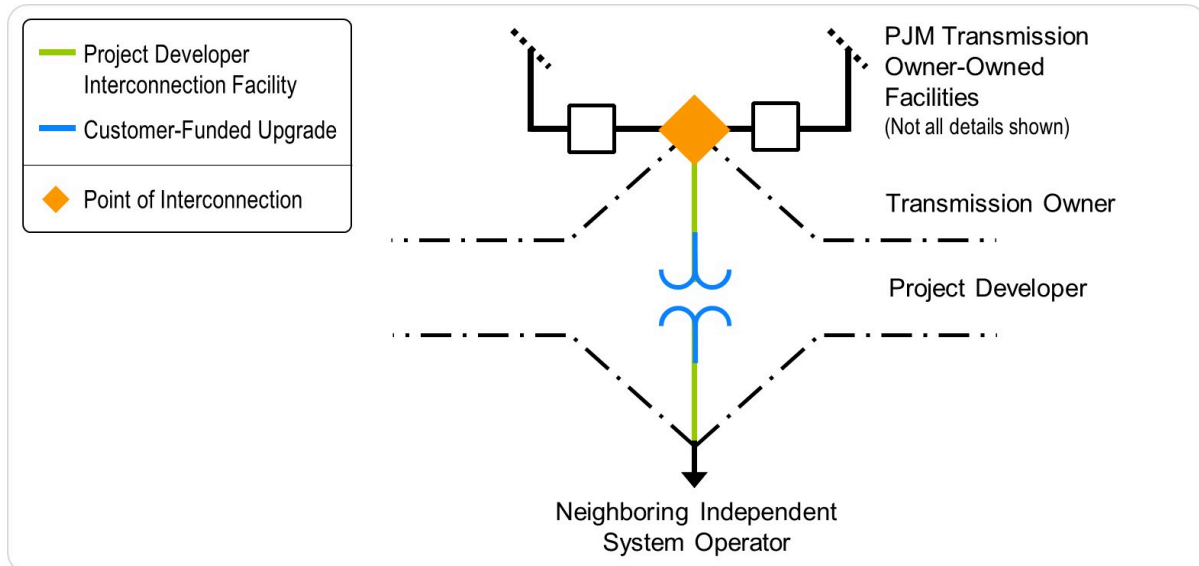 Project Developer
Interconnection Facility
Customer-Funded Upgrade
Point of Interconnection
PJM Transmission
Owner-Owned
Facilities
(Not all details shown)
Transmission Owner
Project Developer
Neighboring Independent
System Operator